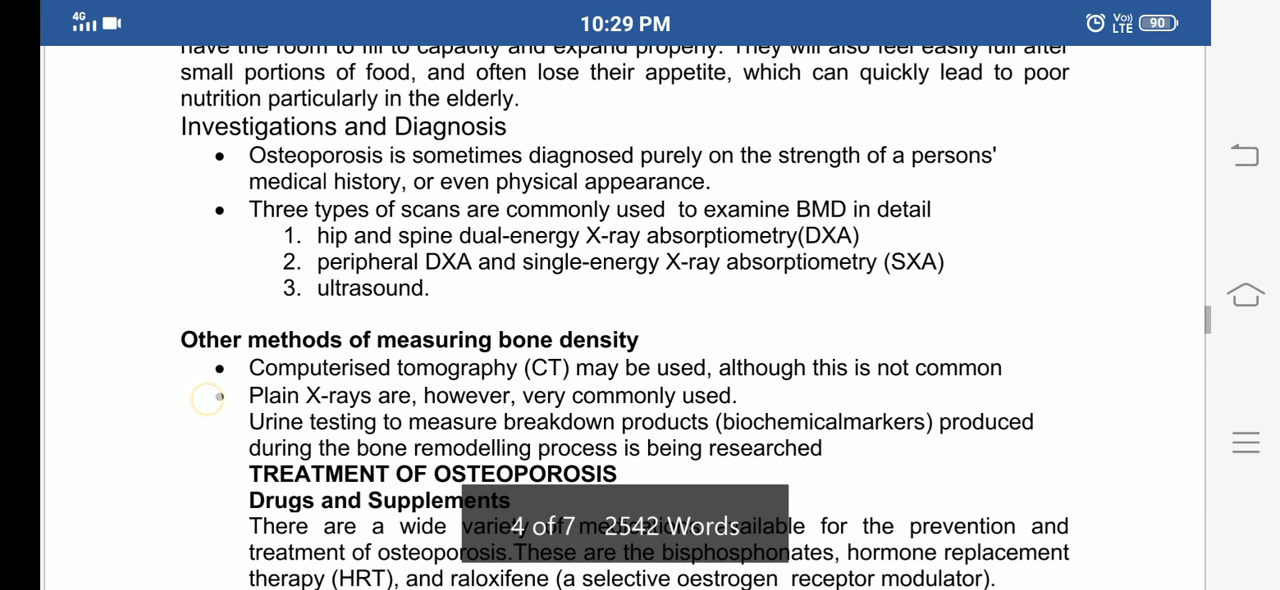 4G
10:29 PM
Vo))
LTE
90
small portions of food, and often lose their appetite, which can quickly lead to poor
nutrition particularly in the elderly.
Investigations and Diagnosis
• Osteoporosis is sometimes diagnosed purely on the strength of a persons'
medical history, or even physical appearance.
• Three types of scans are commonly used to examine BMD in detail
1. hip and spine dual-energy X-ray absorptiometry(DXA)
2. peripheral DXA and single-energy X-ray absorptiometry (SXA)
3. ultrasound.
Other methods of measuring bone density
• Computerised tomography (CT) may be used, although this is not common
• Plain X-rays are, however, very commonly used.
Urine testing to measure breakdown products (biochemicalmarkers) produced
during the bone remodelling process is being researched
TREATMENT OF OSTEOPOROSIS
Drugs and Supplements
There are a wide variety of available for the prevention and
4 of 7 2542 Words
treatment of osteoporosis.These are the bisphosphonates, hormone replacement
therapy (HRT), and raloxifene (a selective oestrogen receptor modulator).